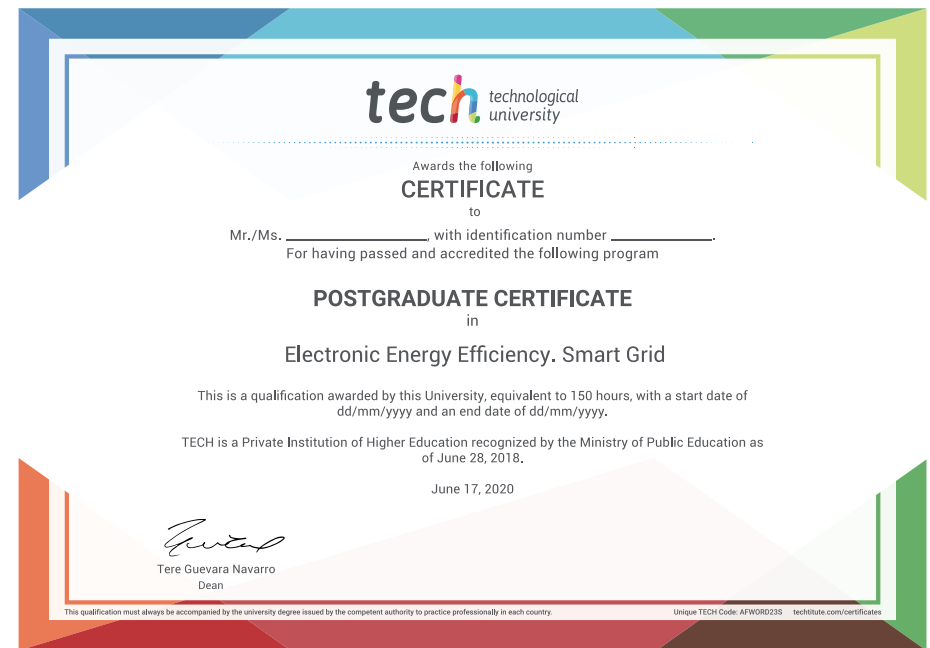 tech technological
university
Awards the following
CERTIFICATE
to
Mr./Ms. ____________________, with identification number ______________.
For having passed and accredited the following program
POSTGRADUATE CERTIFICATE
in
Electronic Energy Efficiency. Smart Grid
This is a qualification awarded by this University, equivalent to 150 hours, with a start date of
dd/mm/yyyy and an end date of dd/mm/yyyy.
TECH is a Private Institution of Higher Education recognized by the Ministry of Public Education as
of June 28, 2018.
June 17, 2020
Tere Guevara Navarro
Dean
This qualification must always be accompanied by the university degree issued by the competent authority to practice professionally in each country. Unique TECH Code: AFWORD23S techtitute.com/certificates